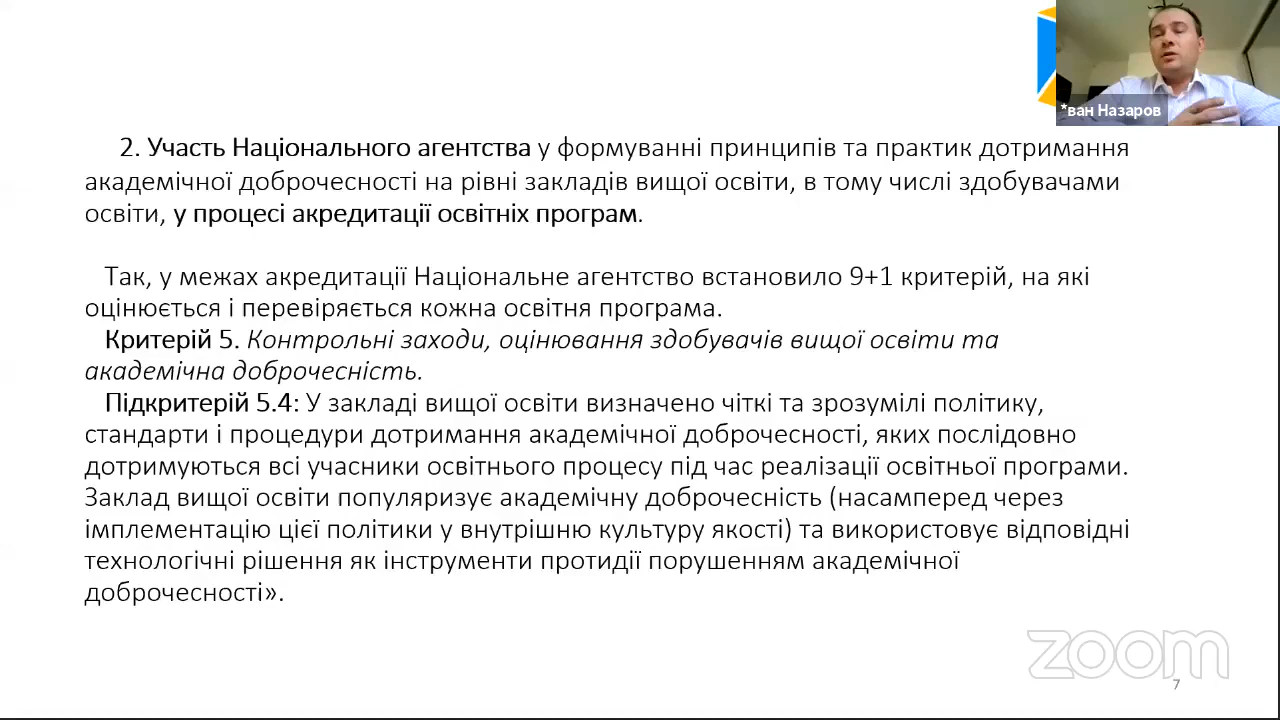 *ван Назаров
2. Участь Національного агентства у формуванні принципів та практик дотримання
академічної доброчесності на рівні закладів вищої освіти, в тому числі здобувачами
освіти, у процесі акредитації освітніх програм.
Так, у межах акредитації Національне агентство встановило 9+1 критерій, на які
оцінюється і перевіряється кожна освітня програма.
Критерій 5. Контрольні заходи, оцінювання здобувачів вищої освіти та
академічна доброчесність.
Підкритерій 5.4: У закладі вищої освіти визначено чіткі та зрозумілі політику,
стандарти і процедури дотримання академічної доброчесності, яких послідовно
дотримуються всі учасники освітнього процесу під час реалізації освітньої програми.
Заклад вищої освіти популяризує академічну доброчесність (насамперед через
імплементацію цієї політики у внутрішню культуру якості) та використовує відповідні
технологічні рішення як інструменти протидії порушенням академічної
доброчесності».
zoom
7